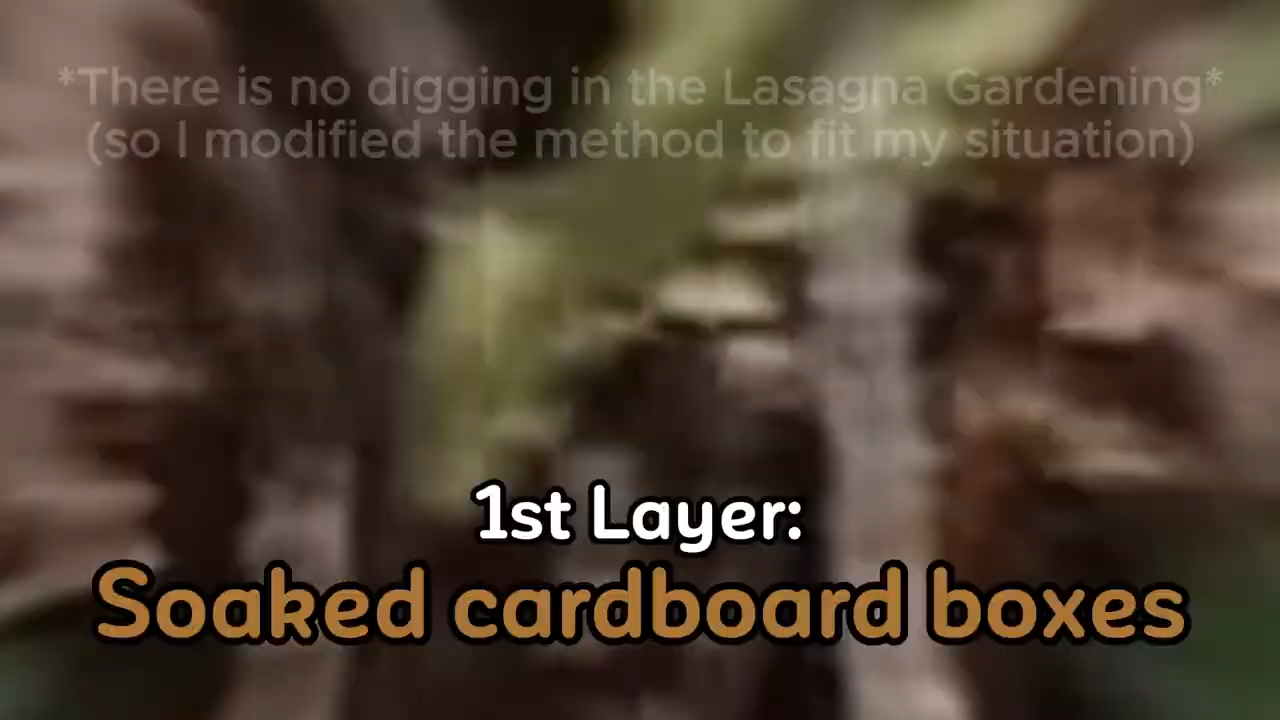 *There is no digging in the Lasagna Gardening*
(so I modified the method to fit my situation)
1st Layer:
Soaked cardboard boxes